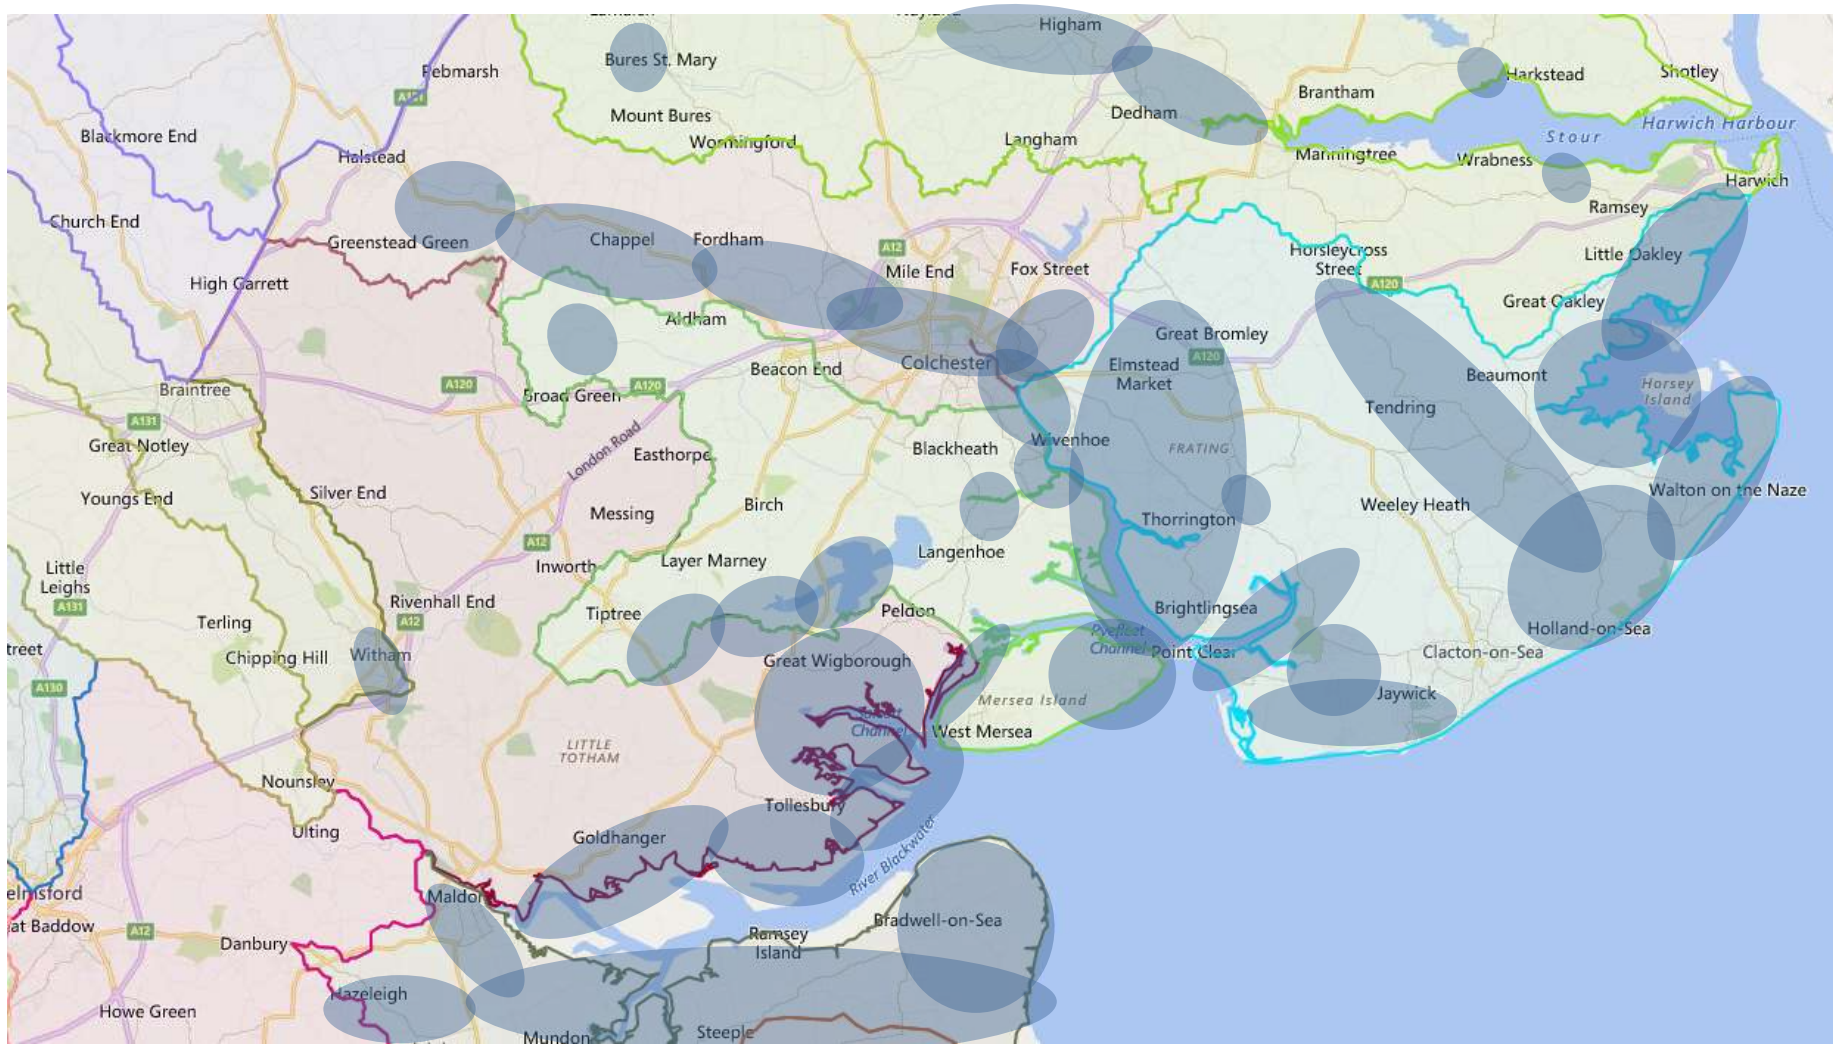 Higham
Bures St. Mary
Pebmarsh
Harkstead
Shotley
A131
Brantham
Mount Bures
Dedham
Blackmore End
Wormingford
Langham
Stour
Harwich Harbour
Halstead
Manningtree
Wrabness
Harwich
Church End
Ramsey
Greenstead Green
Chappel
Fordham
A12
Mile End
Fox Street
Horsleycross
Street
Little Oakley
High Garrett
A120
Great Oakley
Aldham
Great Bromley
Colchester
Elmstead
Market
A120
Beacon End
Beaumont
Horsey
Island
Braintree
A120
Broad Green
A120
Tendring
A131
Great Notley
London Road
Easthorpe
Blackheath
Wivenhoe
FRATING
Youngs End
Silver End
Birch
Weeley Heath
Walton on the Naze
Messing
Thorrington
A12
Langenhoe
Little
Leighs
Inworth
Layer Marney
A131
Rivenhall End
A12
Tiptree
Peldon
Brightlingsea
Terling
Holland-on-Sea
Pyefleet
Channel
Point Clear
treet
Chipping Hill
Witham
Great Wigborough
Clacton-on-Sea
A130
Mersea Island
Jaywick
Channel
West Mersea
LITTLE
TOTHAM
Nounsley
Tollesbury
Ulting
Goldhanger
River Blackwater
elmsford
Maldon
at Baddow
A12
Danbury
Bradwell-on-Sea
Ramsey
Island
Hazeleigh
Howe Green
Mundon
Steeple